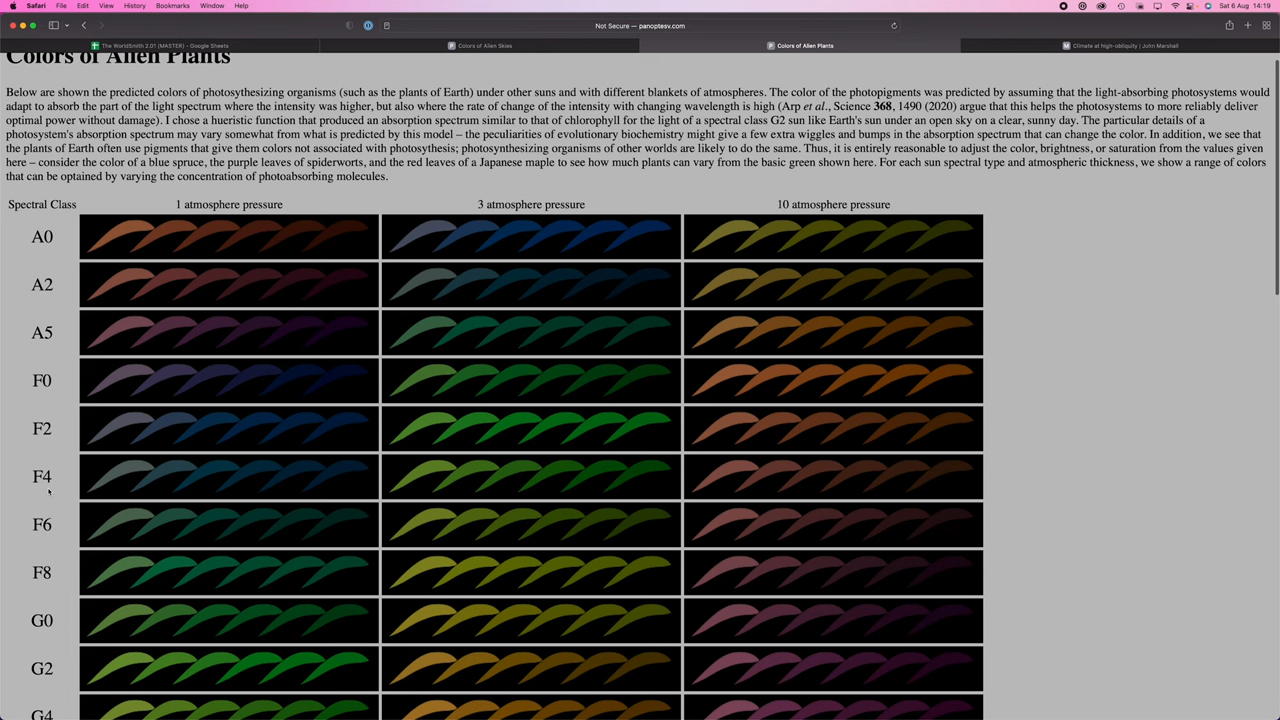 Safari File Edit View History Bookmarks Window Help Sat 6 Aug 14:19
Not Secure — panoptesv.com
The WorldSmith 2.01 (MASTER) - Google Sheets
Colors of Alien Skies
Colors of Alien Plants
Climate at high-obliquity | John Marshall
Colors of Alien Plants
Below are shown the predicted colors of photosythesizing organisms (such as the plants of Earth) under other suns and with different blankets of atmospheres. The color of the photopigments was predicted by assuming that the light-absorbing photosystems would
adapt to absorb the part of the light spectrum where the intensity was higher, but also where the rate of change of the intensity with changing wavelength is high (Arp et al., Science 368, 1490 (2020) argue that this helps the photosystems to more reliably deliver
optimal power without damage). I chose a hueristic function that produced an absorption spectrum similar to that of chlorophyll for the light of a spectral class G2 sun like Earth's sun under an open sky on a clear, sunny day. The particular details of a
photosystem's absorption spectrum may vary somewhat from what is predicted by this model – the peculiarities of evolutionary biochemistry might give a few extra wiggles and bumps in the absorption spectrum that can change the color. In addition, we see that
the plants of Earth often use pigments that give them colors not associated with photosythesis; photosynthesizing organisms of other worlds are likely to do the same. Thus, it is entirely reasonable to adjust the color, brightness, or saturation from the values given
here – consider the color of a blue spruce, the purple leaves of spiderworts, and the red leaves of a Japanese maple to see how much plants can vary from the basic green shown here. For each sun spectral type and atmospheric thickness, we show a range of colors
that can be optained by varying the concentration of photoabsorbing molecules.
Spectral Class 1 atmosphere pressure 3 atmosphere pressure 10 atmosphere pressure
A0
A2
A5
F0
F2
F4
F6
F8
G0
G2
G4